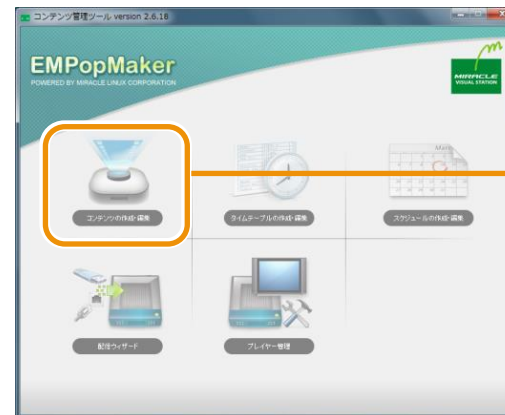 コンテンツ管理ツール version 2.6.16
EMPopMaker
POWERED BY MIRACLE LINUX CORPORATION
MIRACLE
VISUAL STATION
コンテンツの作成・編集
タイムテーブルの作成・編集
スケジュールの作成・編集
配信ウィザード
プレイヤー管理